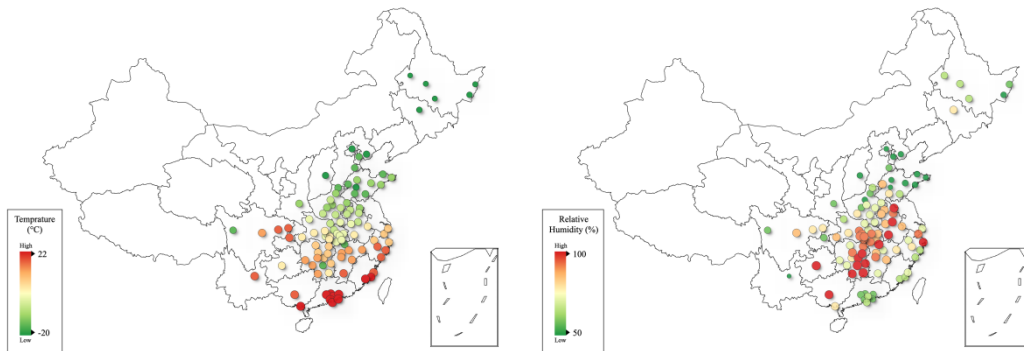 Temprature
(°C)
High
22
-20
Low
Relative
Humidity (%)
High
100
50
Low